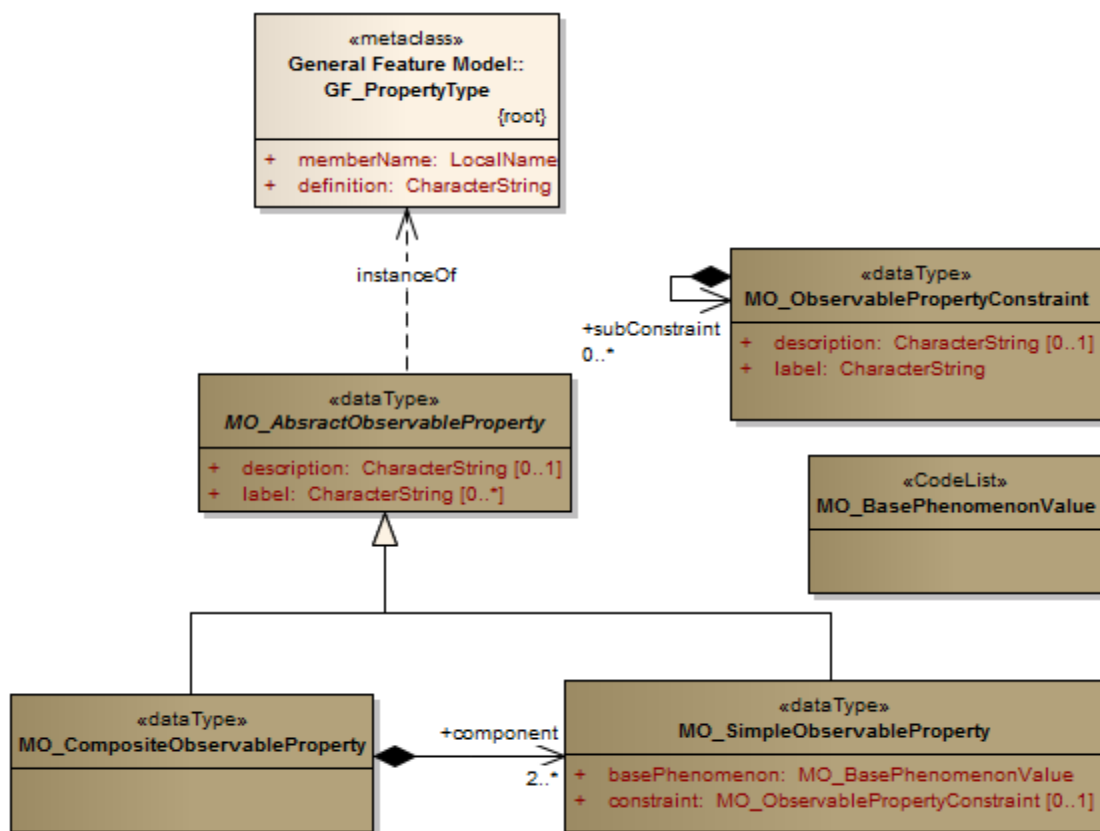 «metaclass»
General Feature Model::
GF_PropertyType
{root}
+ memberName: LocalName
+ definition: CharacterString
instanceOf
«dataType»
MO_ObservablePropertyConstraint
+ description: CharacterString [0..1]
+ label: CharacterString
+subConstraint
0..*
«dataType»
MO_AbsractObservableProperty
+ description: CharacterString [0..1]
+ label: CharacterString [0..*]
«CodeList»
MO_BasePhenomenonValue
«dataType»
MO_CompositeObservableProperty
+component
2..*
«dataType»
MO_SimpleObservableProperty
+ basePhenomenon: MO_BasePhenomenonValue
+ constraint: MO_ObservablePropertyConstraint [0..1]